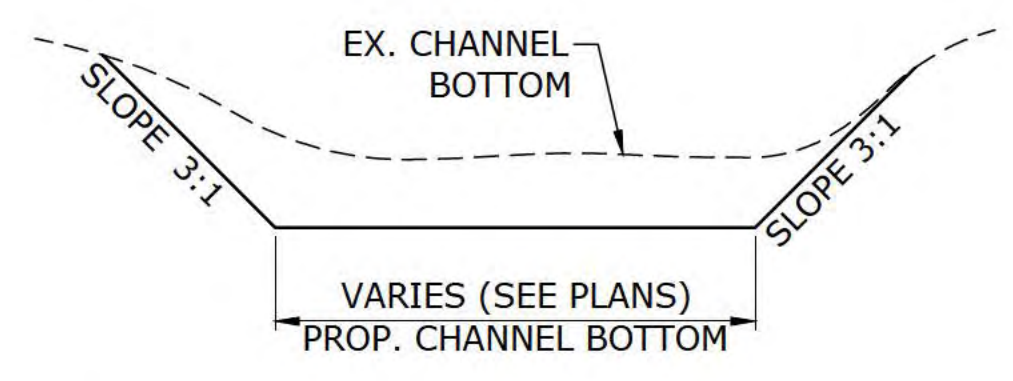 EX. CHANNEL
BOTTOM
SLOPE 3:1
SLOPE 3:1
VARIES (SEE PLANS)
PROP. CHANNEL BOTTOM